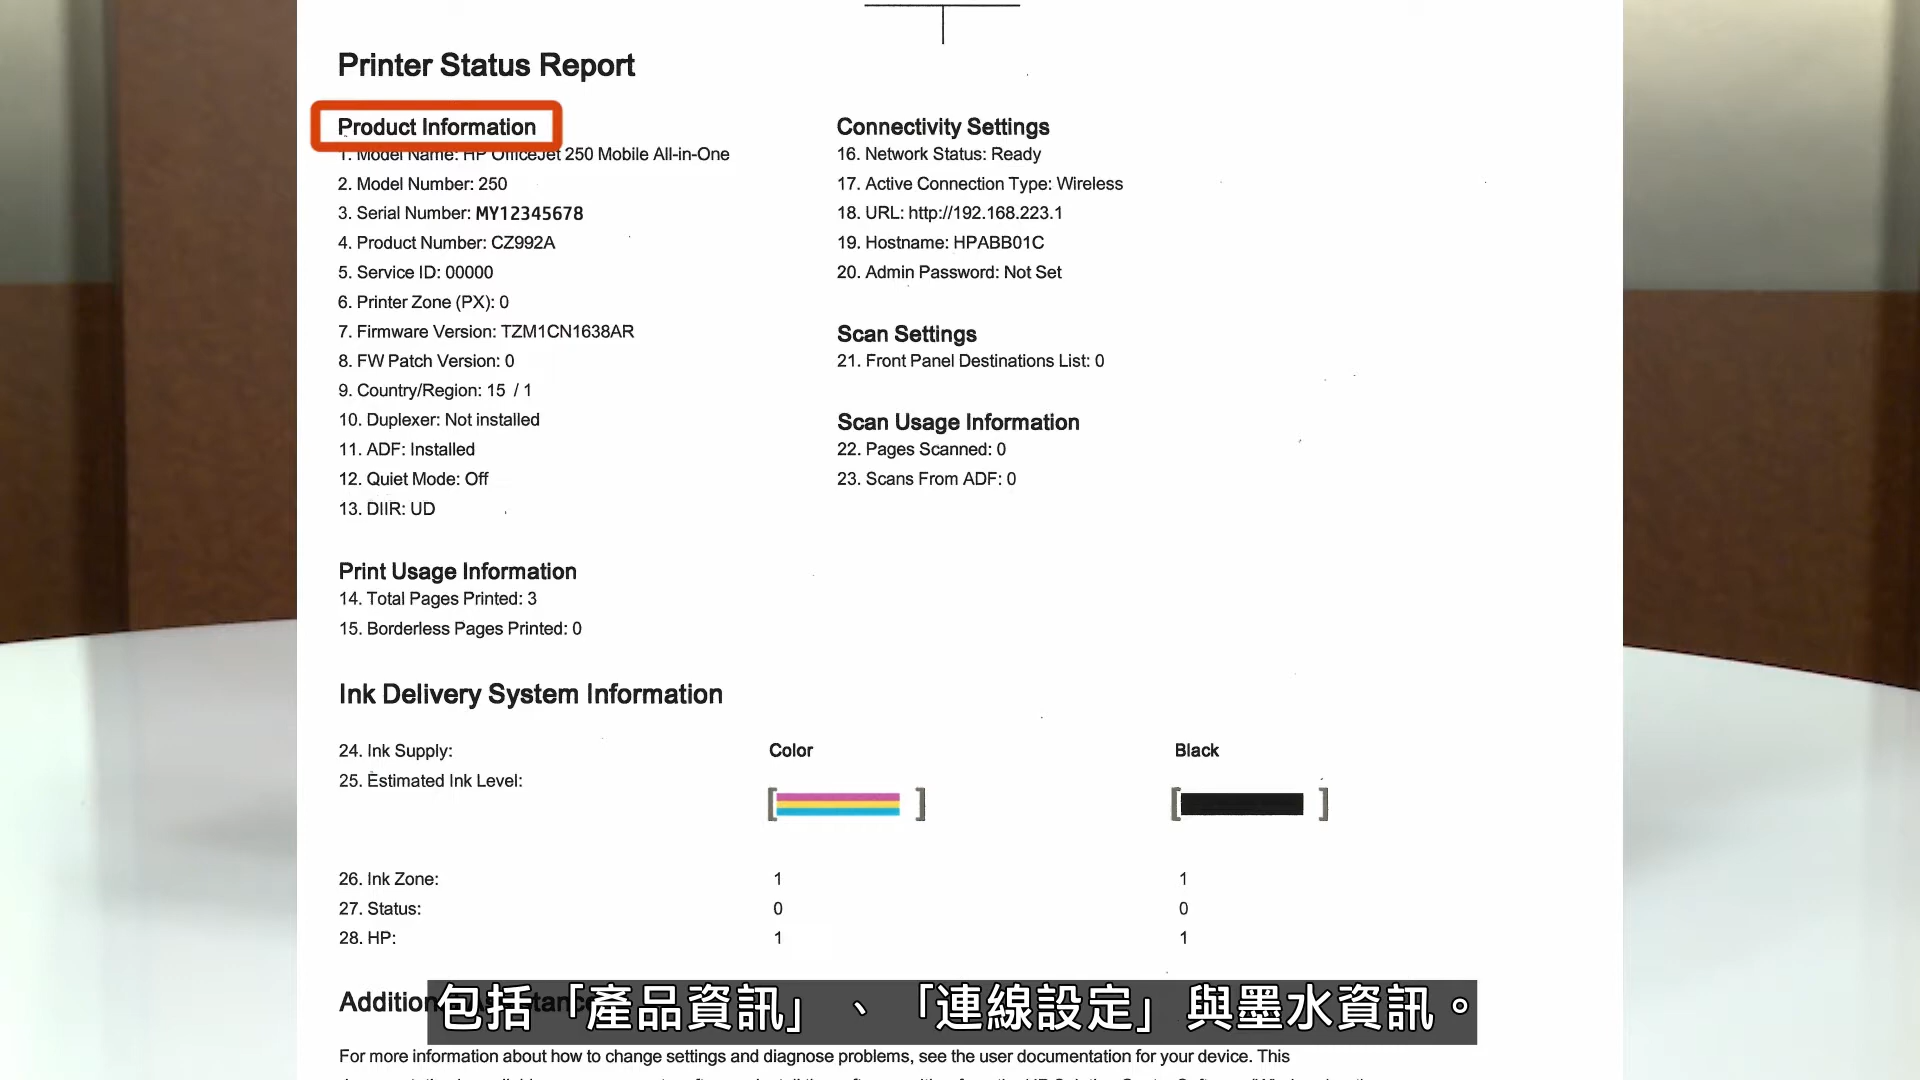 Printer Status Report
Product Information
1. Model Name: HP OfficeJet 250 Mobile All-in-One
2. Model Number: 250
3. Serial Number: MY12345678
4. Product Number: CZ992A
5. Service ID: 00000
6. Printer Zone (PX): 0
7. Firmware Version: TZM1CN1638AR
8. FW Patch Version: 0
9. Country/Region: 15 / 1
10. Duplexer: Not installed
11. ADF: Installed
12. Quiet Mode: Off
13. DIIR: UD
Print Usage Information
14. Total Pages Printed: 3
15. Borderless Pages Printed: 0
Connectivity Settings
16. Network Status: Ready
17. Active Connection Type: Wireless
18. URL: http://192.168.223.1
19. Hostname: HPABB01C
20. Admin Password: Not Set
Scan Settings
21. Front Panel Destinations List: 0
Scan Usage Information
22. Pages Scanned: 0
23. Scans From ADF: 0
Ink Delivery System Information
24. Ink Supply: Color Black
25. Estimated Ink Level:
26. Ink Zone: 1 1
27. Status: 0 0
28. HP: 1 1
包括「產品資訊」、「連線設定」與墨水資訊。
For more information about how to change settings and diagnose problems, see the user documentation for your device. This